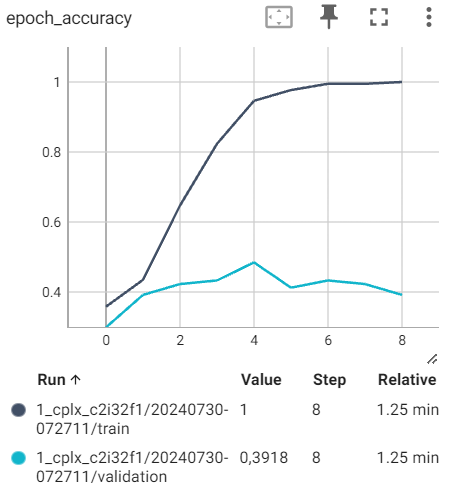 epoch_accuracy
1
0.8
0.6
0.4
0 2 4 6 8
Run ↑ Value Step Relative
1_cplx_c2i32f1/20240730-072711/train 1 8 1.25 min
1_cplx_c2i32f1/20240730-072711/validation 0,3918 8 1.25 min